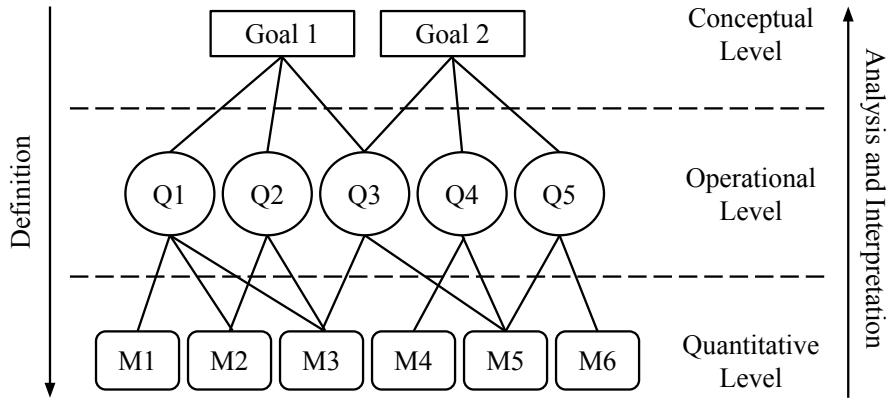 Goal 1
Goal 2
Conceptual
Level
Definition
Q1
Q2
Q3
Q4
Q5
Operational
Level
Analysis and Interpretation
M1
M2
M3
M4
M5
M6
Quantitative
Level